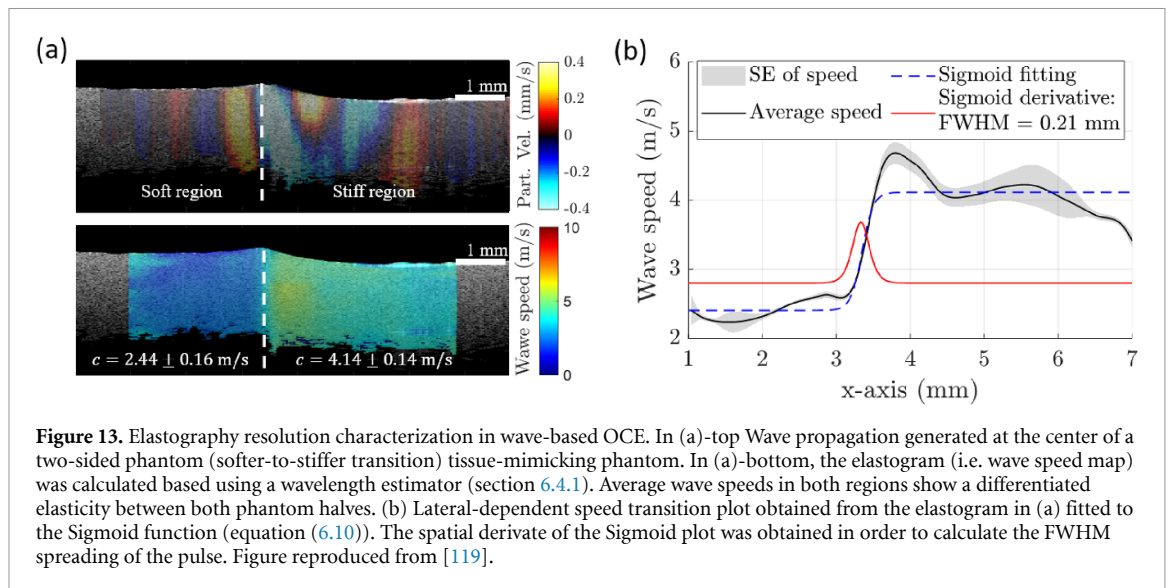 (a)
0.4
0.2
0
-0.2
-0.4
Part. Vel. (mm/s)
1 mm
Soft region
Stiff region
10
5
0
Wawe speed (m/s)
1 mm
c = 2.44 ± 0.16 m/s
c = 4.14 ± 0.14 m/s
(b)
6
5
4
3
2
Wave speed (m/s)
SE of speed
Average speed
Sigmoid fitting
Sigmoid derivative:
FWHM = 0.21 mm
1 2 3 4 5 6 7
x-axis (mm)
Figure 13. Elastography resolution characterization in wave-based OCE. In (a)-top Wave propagation generated at the center of a
two-sided phantom (softer-to-stiffer transition) tissue-mimicking phantom. In (a)-bottom, the elastogram (i.e. wave speed map)
was calculated based using a wavelength estimator (section 6.4.1). Average wave speeds in both regions show a differentiated
elasticity between both phantom halves. (b) Lateral-dependent speed transition plot obtained from the elastogram in (a) fitted to
the Sigmoid function (equation (6.10)). The spatial derivate of the Sigmoid plot was obtained in order to calculate the FWHM
spreading of the pulse. Figure reproduced from [119].